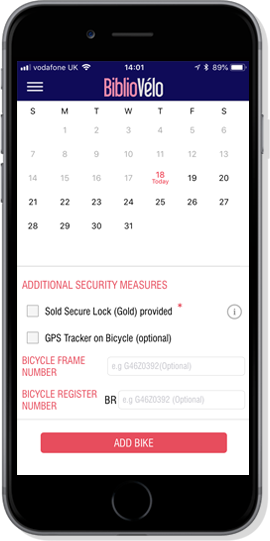 vodafone UK 14:01 89%
BiblioVélo
S M T W T F S
1 2 3 4 5 6
7 8 9 10 11 12 13
14 15 16 17 18 19 20
Today
21 22 23 24 25 26 27
28 29 30 31
ADDITIONAL SECURITY MEASURES
Sold Secure Lock (Gold) provided * i
GPS Tracker on Bicycle (optional)
BICYCLE FRAME
NUMBER
e.g G46Z0392(Optional)
BICYCLE REGISTER
NUMBER
BR e.g G46Z0392(Optional)
ADD BIKE